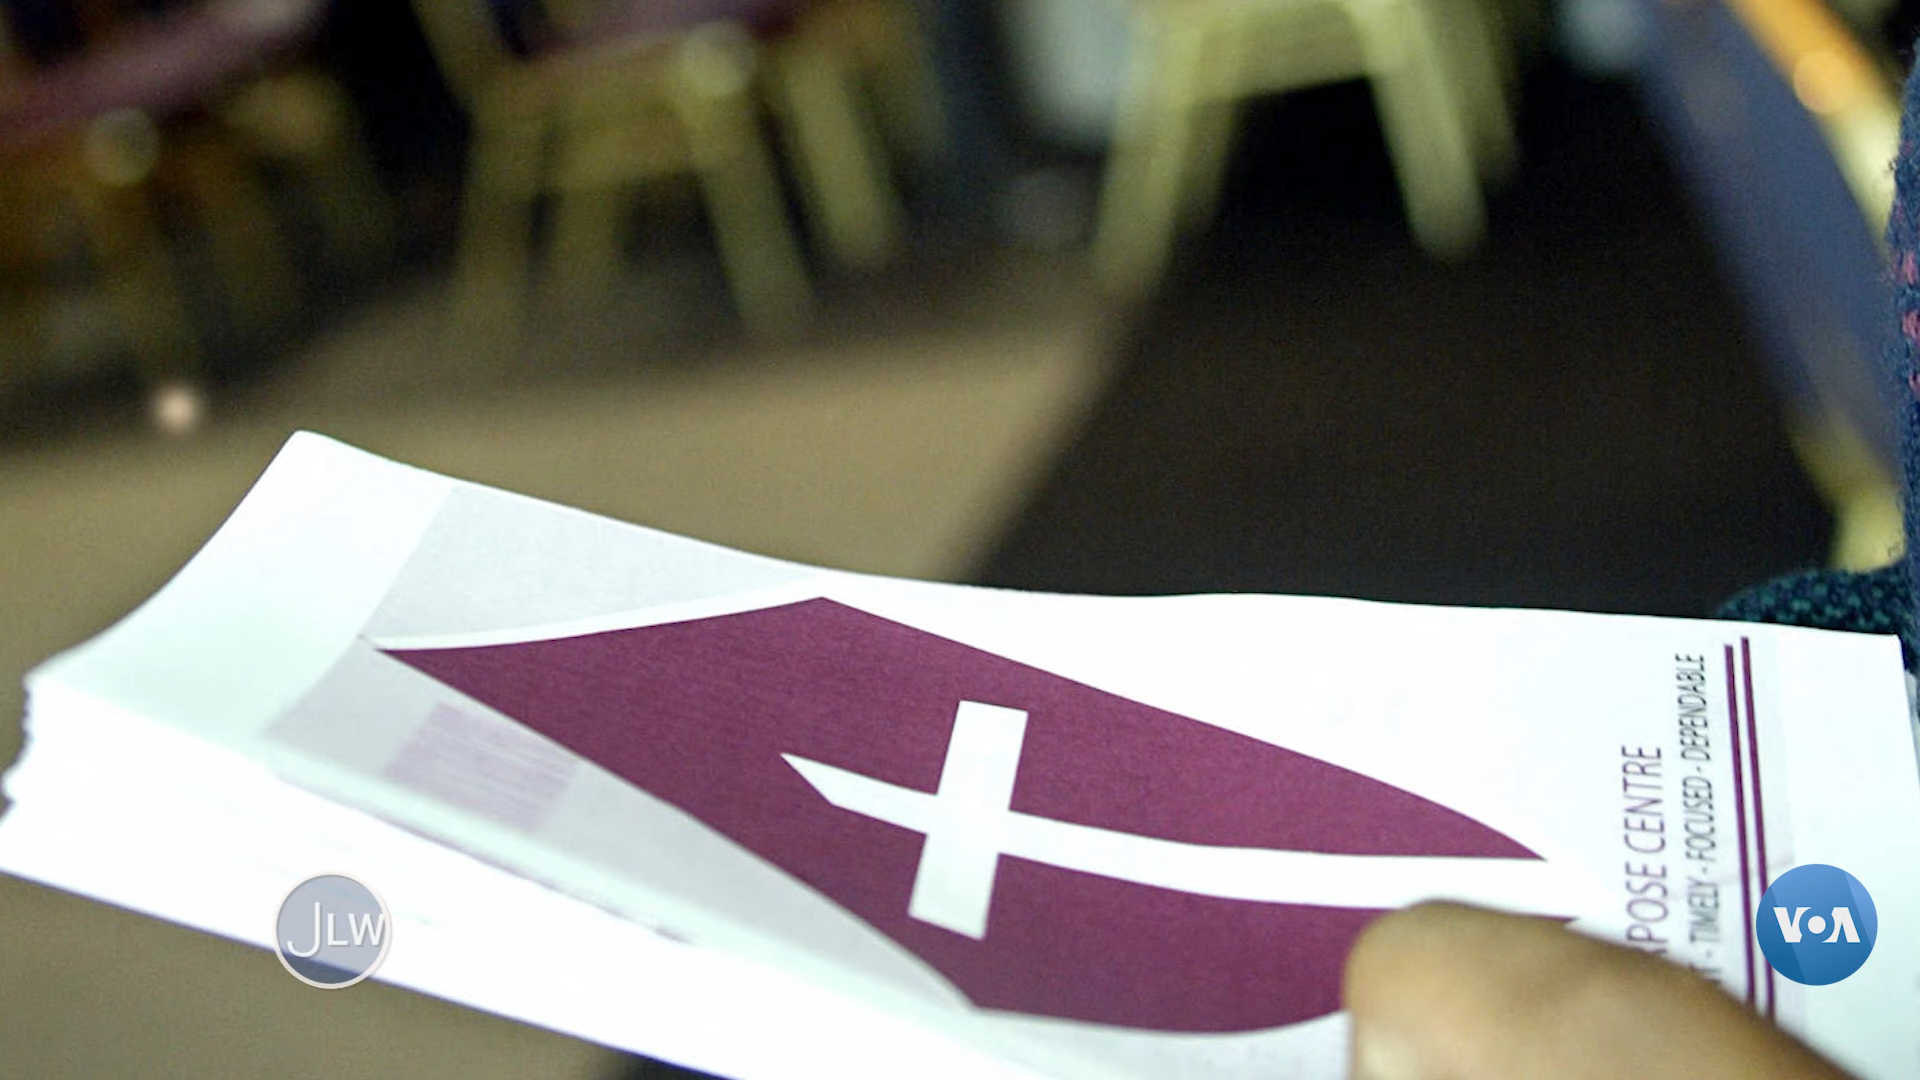 POSE CENTRE
- TIMELY - FOCUSED - DEPENDABLE
JLW
VOA